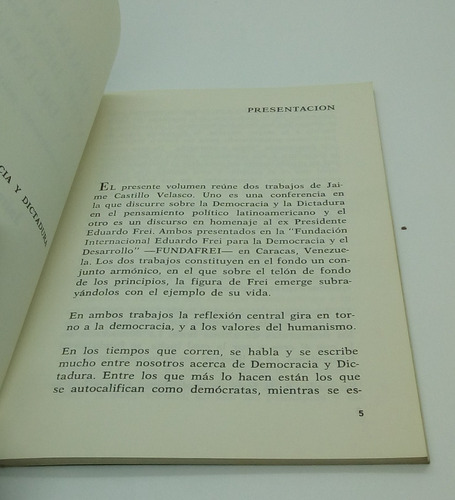 CIA Y DICTADURA
PRESENTACION
EL presente volumen reúne dos trabajos de Jai-
me Castillo Velasco. Uno es una conferencia en
la que discurre sobre la Democracia y la Dictadura
en el pensamiento político latinoamericano y el
otro es un discurso en homenaje al ex Presidente
Eduardo Frei. Ambos presentados en la "Fundación
Internacional Eduardo Frei para la Democracia y el
Desarrollo" —FUNDAFREI— en Caracas, Venezue-
la. Los dos trabajos constituyen en el fondo un con-
junto armónico, en el que sobre el telón de fondo
de los principios, la figura de Frei emerge subra-
yándolos con el ejemplo de su vida.
En ambos trabajos la reflexión central gira en tor-
no a la democracia, y a los valores del humanismo.
En los tiempos que corren, se habla y se escribe
mucho entre nosotros acerca de Democracia y Dic-
tadura. Entre los que más lo hacen están los que
se autocalifican como demócratas, mientras se es-
5